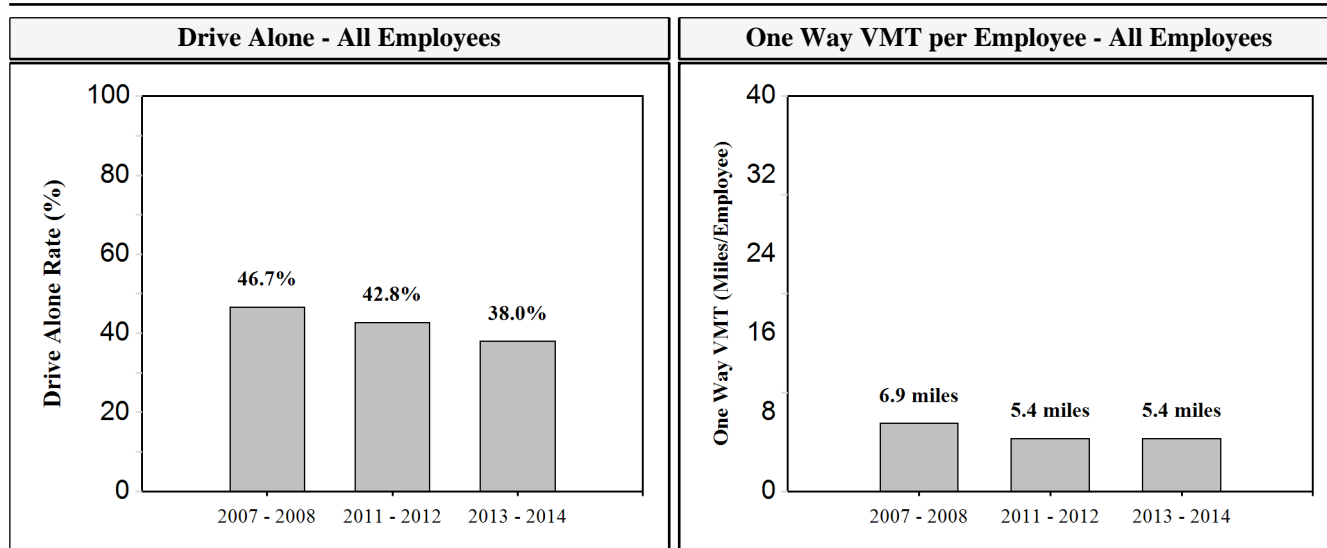 Drive Alone - All Employees
One Way VMT per Employee - All Employees
Drive Alone Rate (%)
100
80
60
40
20
0
46.7%
42.8%
38.0%
2007 - 2008
2011 - 2012
2013 - 2014
One Way VMT (Miles/Employee)
40
32
24
16
8
0
6.9 miles
5.4 miles
5.4 miles
2007 - 2008
2011 - 2012
2013 - 2014